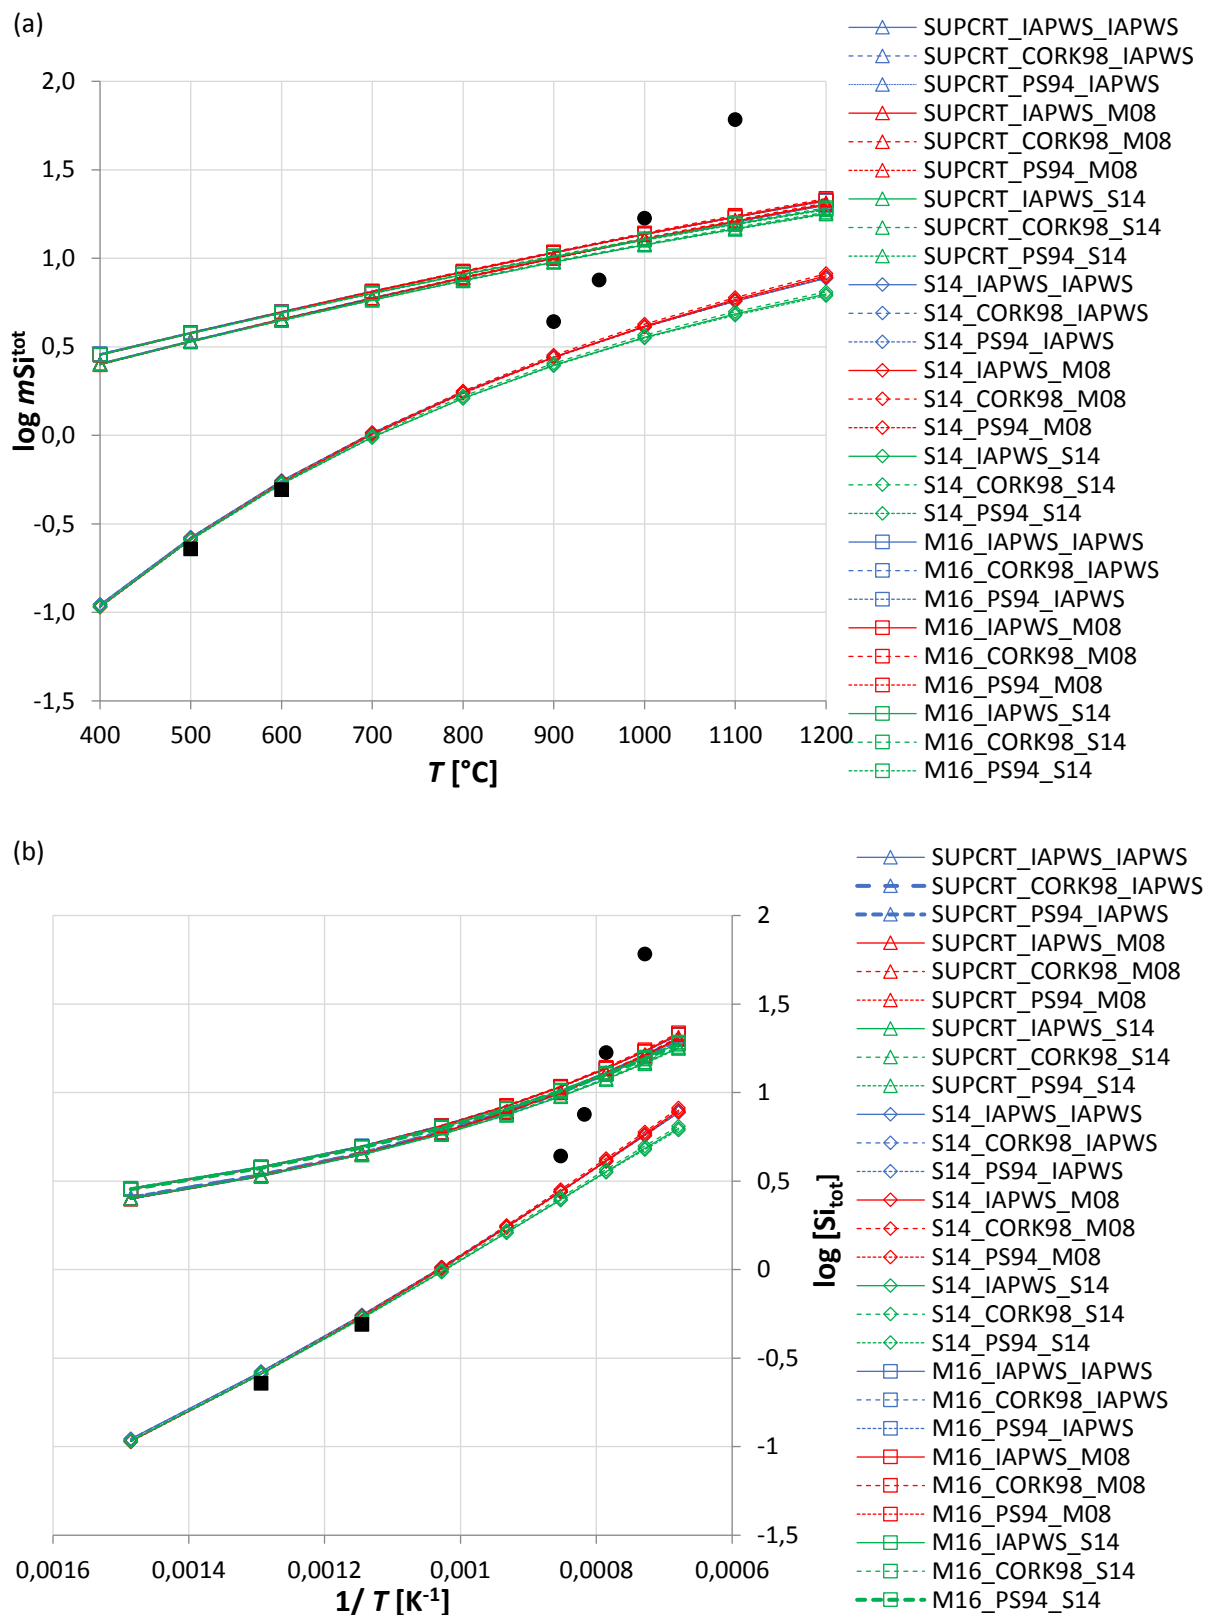 (a)
2,0
1,5
1,0
0,5
0,0
-0,5
-1,0
-1,5
log mSi^tot
400 500 600 700 800 900 1000 1100 1200
T [°C]
SUPCRT_IAPWS_IAPWS
SUPCRT_CORK98_IAPWS
SUPCRT_PS94_IAPWS
SUPCRT_IAPWS_M08
SUPCRT_CORK98_M08
SUPCRT_PS94_M08
SUPCRT_IAPWS_S14
SUPCRT_CORK98_S14
SUPCRT_PS94_S14
S14_IAPWS_IAPWS
S14_CORK98_IAPWS
S14_PS94_IAPWS
S14_IAPWS_M08
S14_CORK98_M08
S14_PS94_M08
S14_IAPWS_S14
S14_CORK98_S14
S14_PS94_S14
M16_IAPWS_IAPWS
M16_CORK98_IAPWS
M16_PS94_IAPWS
M16_IAPWS_M08
M16_CORK98_M08
M16_PS94_M08
M16_IAPWS_S14
M16_CORK98_S14
M16_PS94_S14
(b)
2
1,5
1
0,5
0
-0,5
-1
-1,5
log [Si_tot]
0,0016 0,0014 0,0012 0,001 0,0008 0,0006
1/ T [K⁻¹]
SUPCRT_IAPWS_IAPWS
SUPCRT_CORK98_IAPWS
SUPCRT_PS94_IAPWS
SUPCRT_IAPWS_M08
SUPCRT_CORK98_M08
SUPCRT_PS94_M08
SUPCRT_IAPWS_S14
SUPCRT_CORK98_S14
SUPCRT_PS94_S14
S14_IAPWS_IAPWS
S14_CORK98_IAPWS
S14_PS94_IAPWS
S14_IAPWS_M08
S14_CORK98_M08
S14_PS94_M08
S14_IAPWS_S14
S14_CORK98_S14
S14_PS94_S14
M16_IAPWS_IAPWS
M16_CORK98_IAPWS
M16_PS94_IAPWS
M16_IAPWS_M08
M16_CORK98_M08
M16_PS94_M08
M16_IAPWS_S14
M16_CORK98_S14
M16_PS94_S14